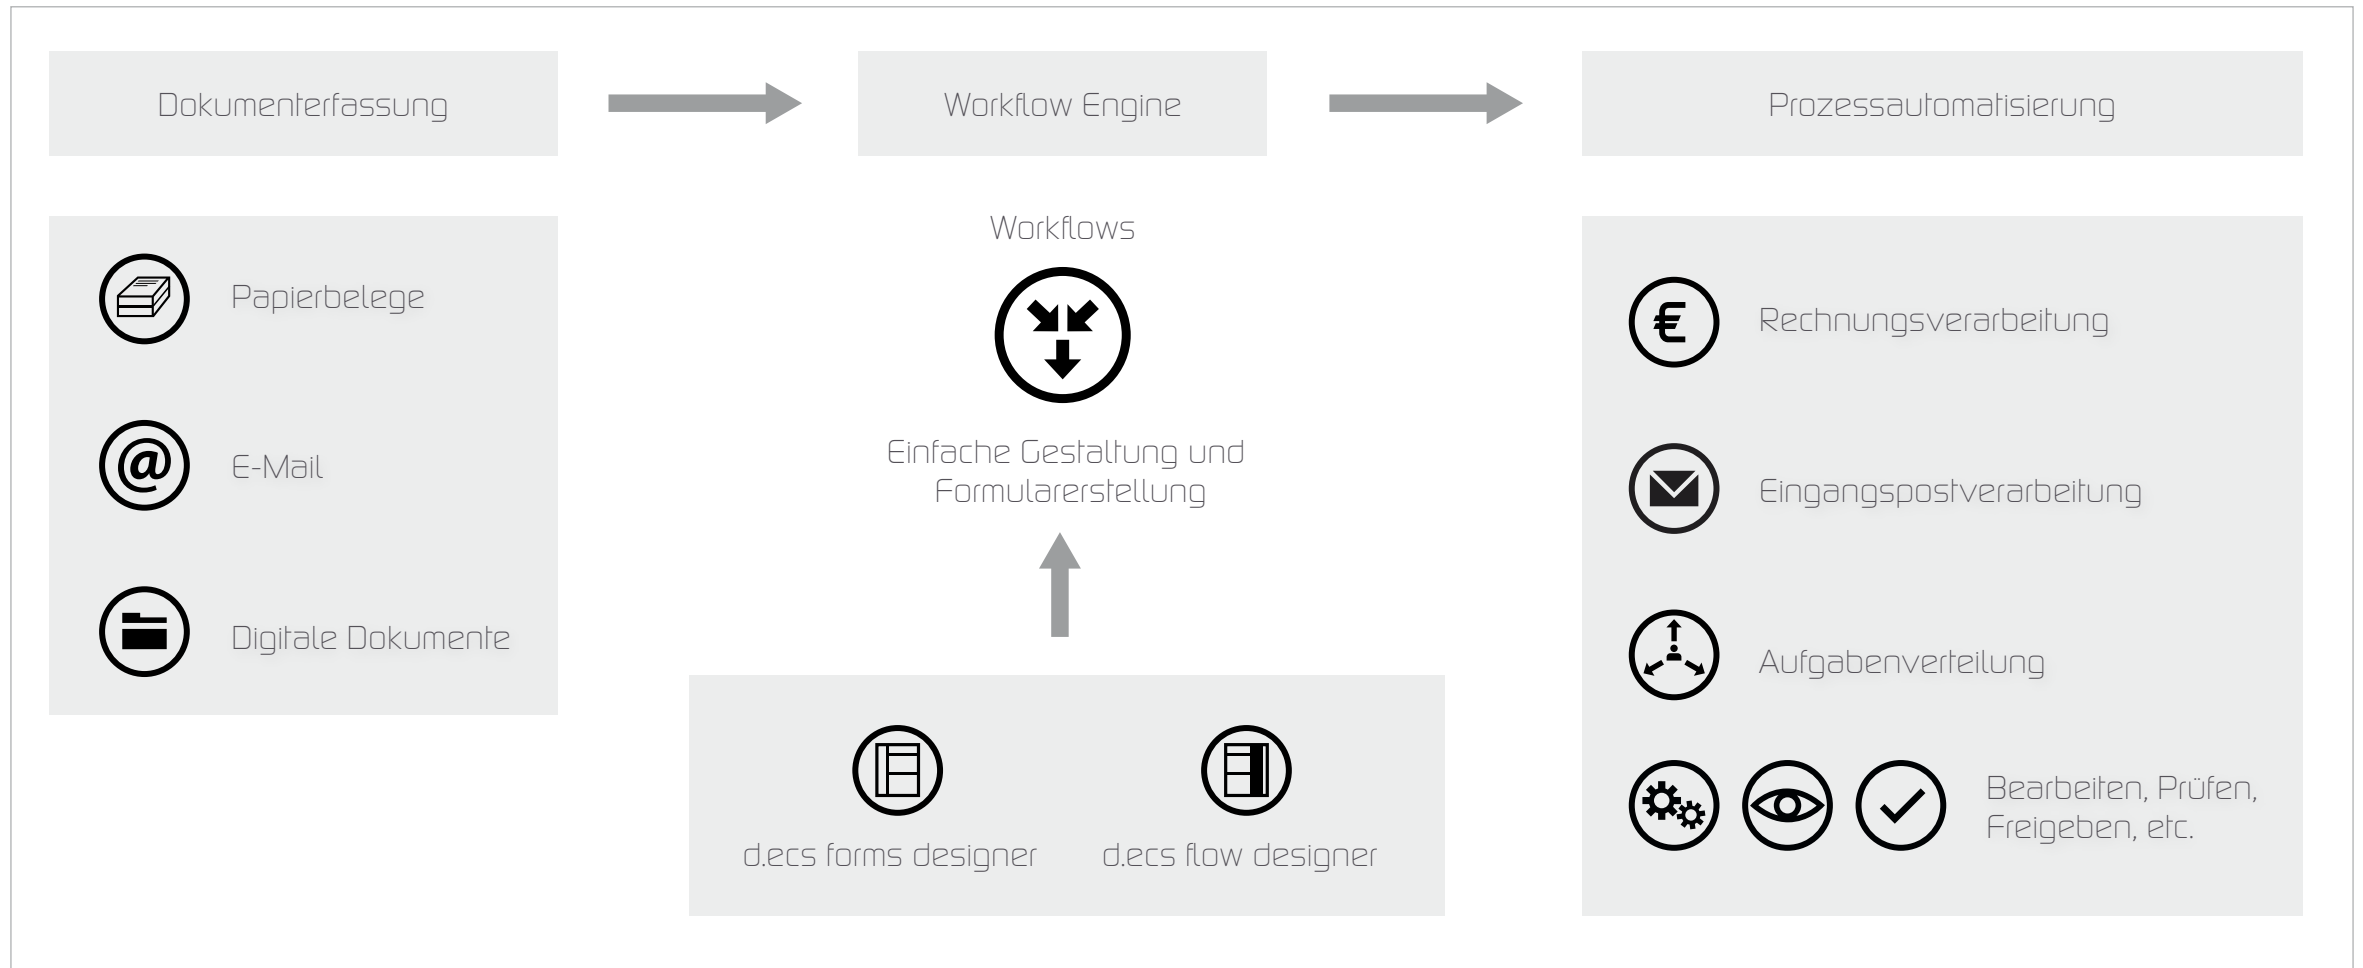 Dokumenterfassung
Workflow Engine
Prozessautomatisierung
Papierbelege
E-Mail
Digitale Dokumente
Workflows
Einfache Gestaltung und
Formularerstellung
d.ecs forms designer
d.ecs flow designer
€
Rechnungsverarbeitung
Eingangspostverarbeitung
Aufgabenverteilung
Bearbeiten, Prüfen,
Freigeben, etc.